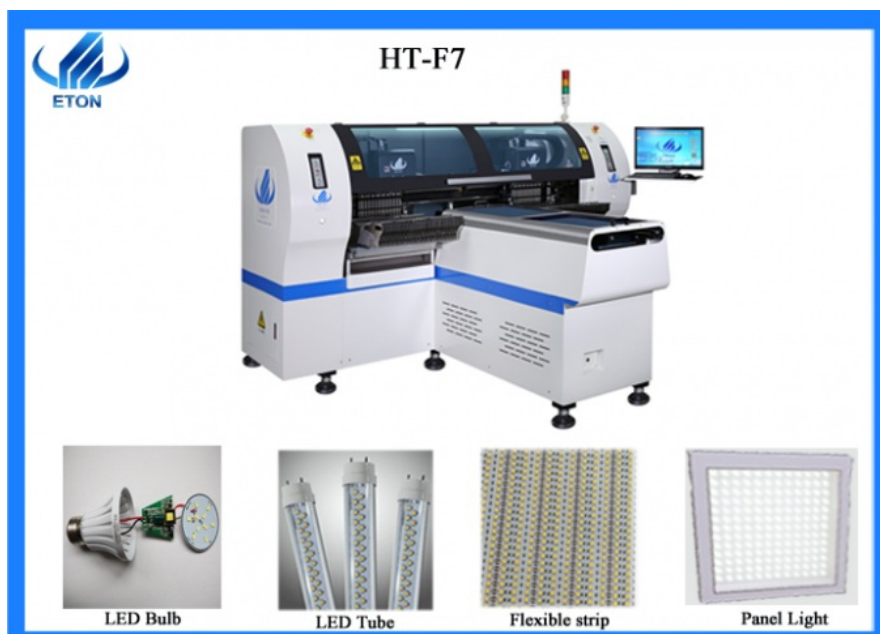 ETON
HT-F7
LED Bulb
LED Tube
Flexible strip
Panel Light